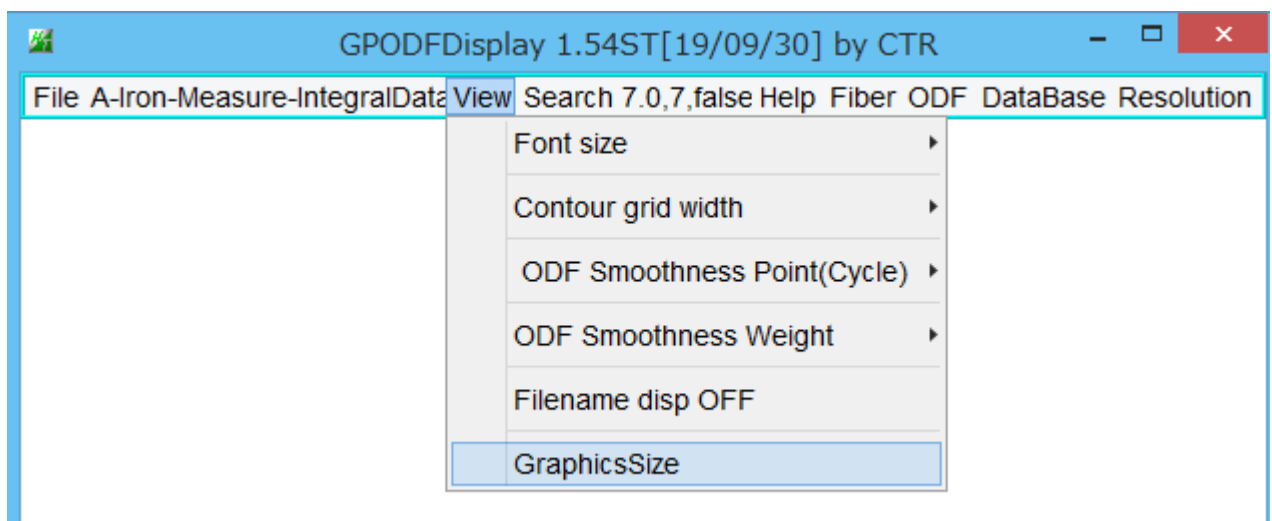 GPODFDisplay 1.54ST[19/09/30] by CTR
File A-Iron-Measure-IntegralData View Search 7.0,7,false Help Fiber ODF DataBase Resolution
Font size
Contour grid width
ODF Smoothness Point(Cycle)
ODF Smoothness Weight
Filename disp OFF
GraphicsSize